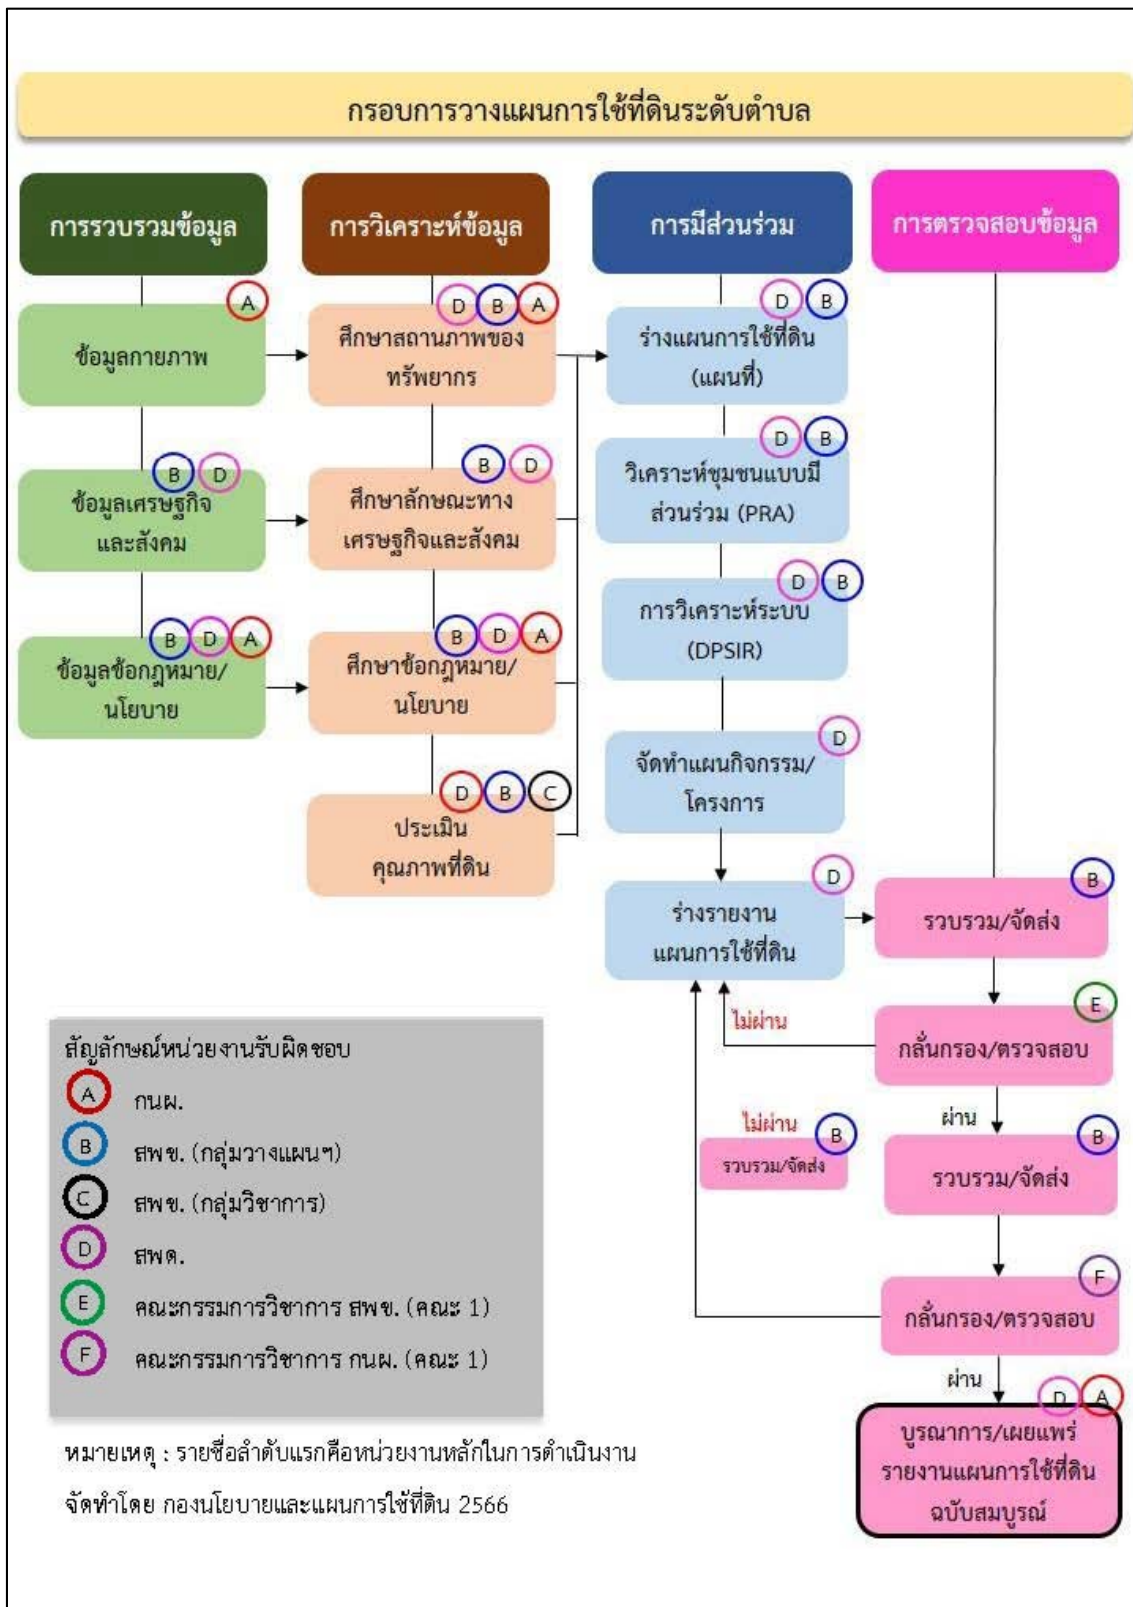 กรอบการวางแผนการใช้ที่ดินระดับตำบล
การรวบรวมข้อมูล
A
ข้อมูลกายภาพ
B D
ข้อมูลเศรษฐกิจ
และสังคม
B D A
ข้อมูลข้อกฎหมาย/
นโยบาย
การวิเคราะห์ข้อมูล
D B A
ศึกษาสถานภาพของ
ทรัพยากร
B D
ศึกษาลักษณะทาง
เศรษฐกิจและสังคม
B D A
ศึกษาข้อกฎหมาย/
นโยบาย
D B C
ประเมิน
คุณภาพที่ดิน
การมีส่วนร่วม
D B
ร่างแผนการใช้ที่ดิน
(แผนที่)
D B
วิเคราะห์ชุมชนแบบมี
ส่วนร่วม (PRA)
D B
การวิเคราะห์ระบบ
(DPSIR)
D
จัดทำแผนกิจกรรม/
โครงการ
D
ร่างรายงาน
แผนการใช้ที่ดิน
การตรวจสอบข้อมูล
B
รวบรวม/จัดส่ง
E
ไม่ผ่าน
กลั่นกรอง/ตรวจสอบ
ผ่าน
ไม่ผ่าน
B
รวบรวม/จัดส่ง
B
รวบรวม/จัดส่ง
F
กลั่นกรอง/ตรวจสอบ
ผ่าน
D A
บูรณาการ/เผยแพร่
รายงานแผนการใช้ที่ดิน
ฉบับสมบูรณ์
สัญลักษณ์หน่วยงานรับผิดชอบ
A กนผ.
B สพข. (กลุ่มวางแผนฯ)
C สพข. (กลุ่มวิชาการ)
D สพด.
E คณะกรรมการวิชาการ สพข. (คณะ 1)
F คณะกรรมการวิชาการ กนผ. (คณะ 1)
หมายเหตุ : รายชื่อลำดับแรกคือหน่วยงานหลักในการดำเนินงาน
จัดทำโดย กองนโยบายและแผนการใช้ที่ดิน 2566